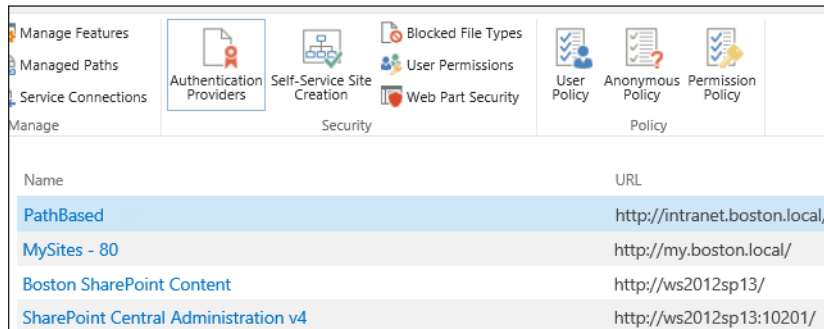 Manage Features
Managed Paths
Service Connections
Manage
Authentication
Providers
Self-Service Site
Creation
Blocked File Types
User Permissions
Web Part Security
Security
User
Policy
Anonymous
Policy
Permission
Policy
Policy
Name URL
PathBased http://intranet.boston.local/
MySites - 80 http://my.boston.local/
Boston SharePoint Content http://ws2012sp13/
SharePoint Central Administration v4 http://ws2012sp13:10201/